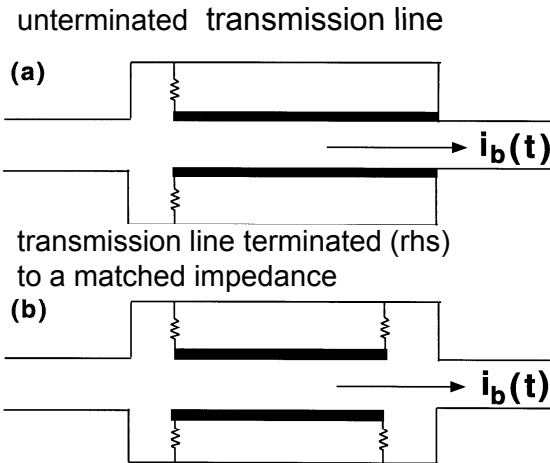 unterminated transmission line
(a)
i_b(t)
transmission line terminated (rhs)
to a matched impedance
(b)
i_b(t)